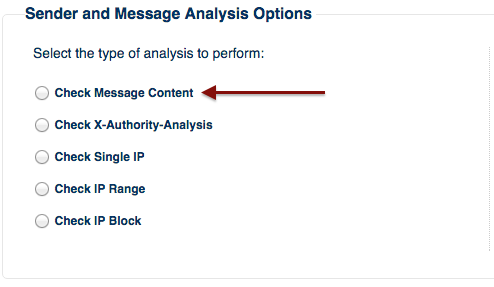 Sender and Message Analysis Options
Select the type of analysis to perform:
Check Message Content
Check X-Authority-Analysis
Check Single IP
Check IP Range
Check IP Block